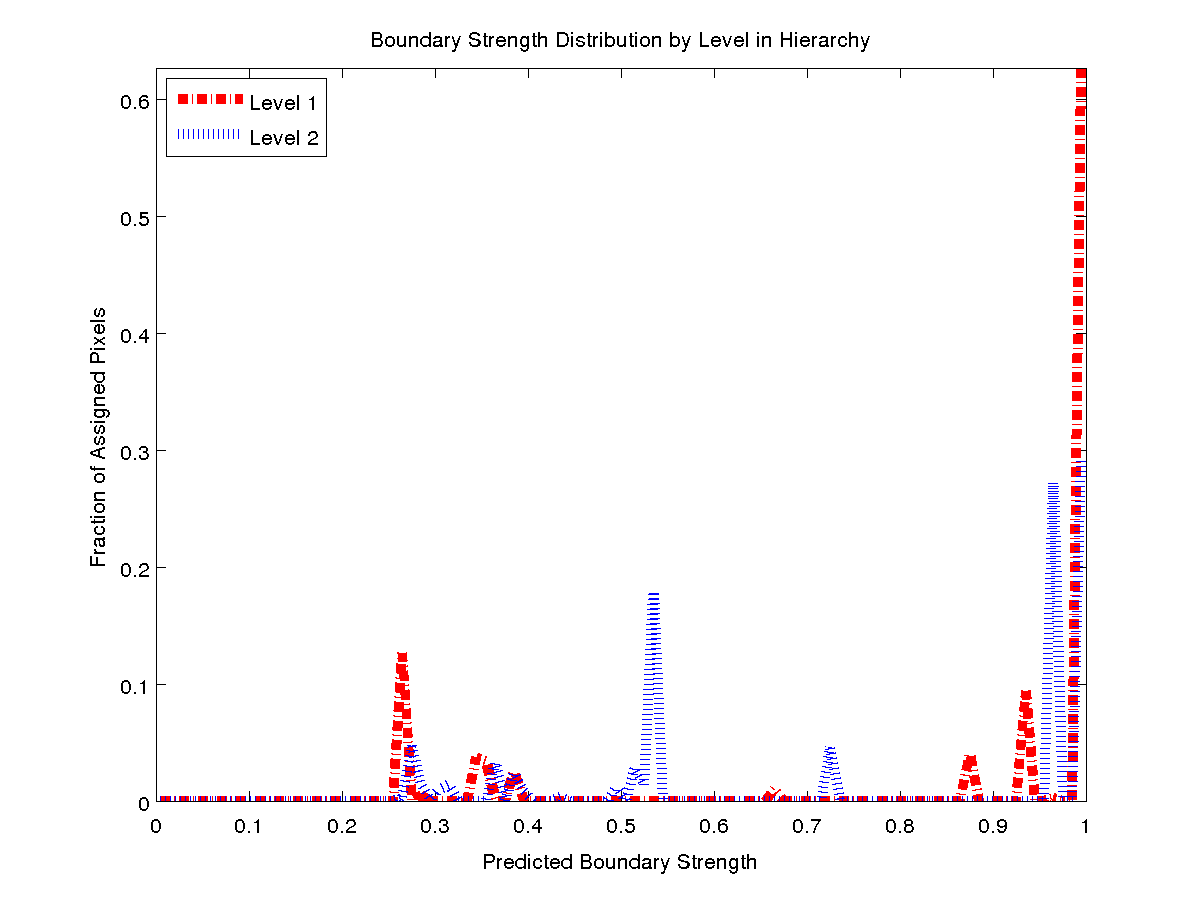 Boundary Strength Distribution by Level in Hierarchy
Level 1
Level 2
0.6
0.5
0.4
0.3
0.2
0.1
0
Fraction of Assigned Pixels
0 0.1 0.2 0.3 0.4 0.5 0.6 0.7 0.8 0.9 1
Predicted Boundary Strength